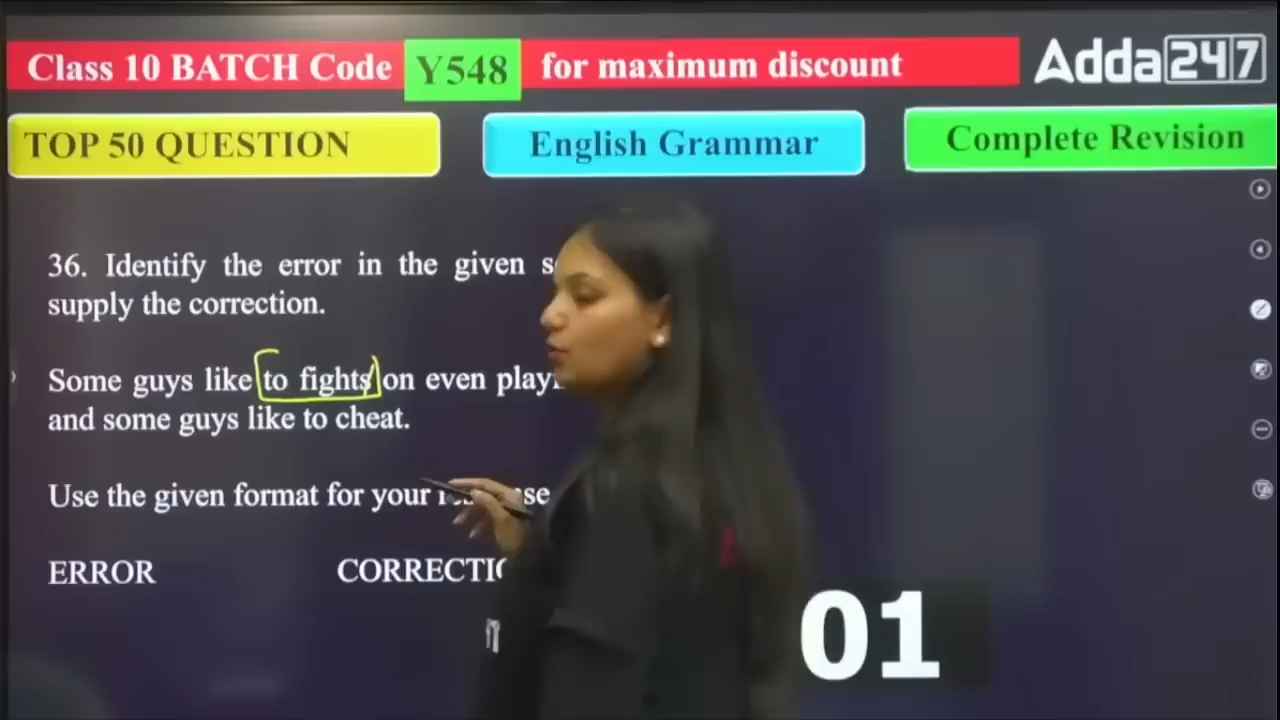 Class 10 BATCH Code Y548 for maximum discount
Adda247
TOP 50 QUESTION
English Grammar
Complete Revision
36. Identify the error in the given
supply the correction.
Some guys like to fights on even
and some guys like to cheat.
Use the given format for your
ERROR
01